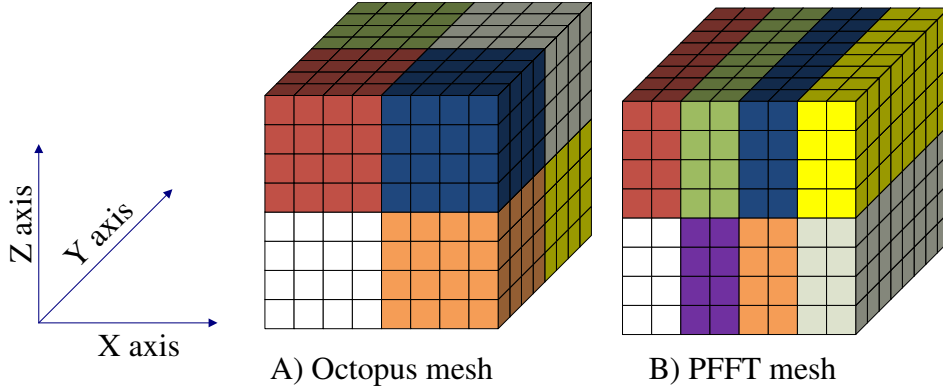 Z axis
Y axis
X axis
A) Octopus mesh
B) PFFT mesh